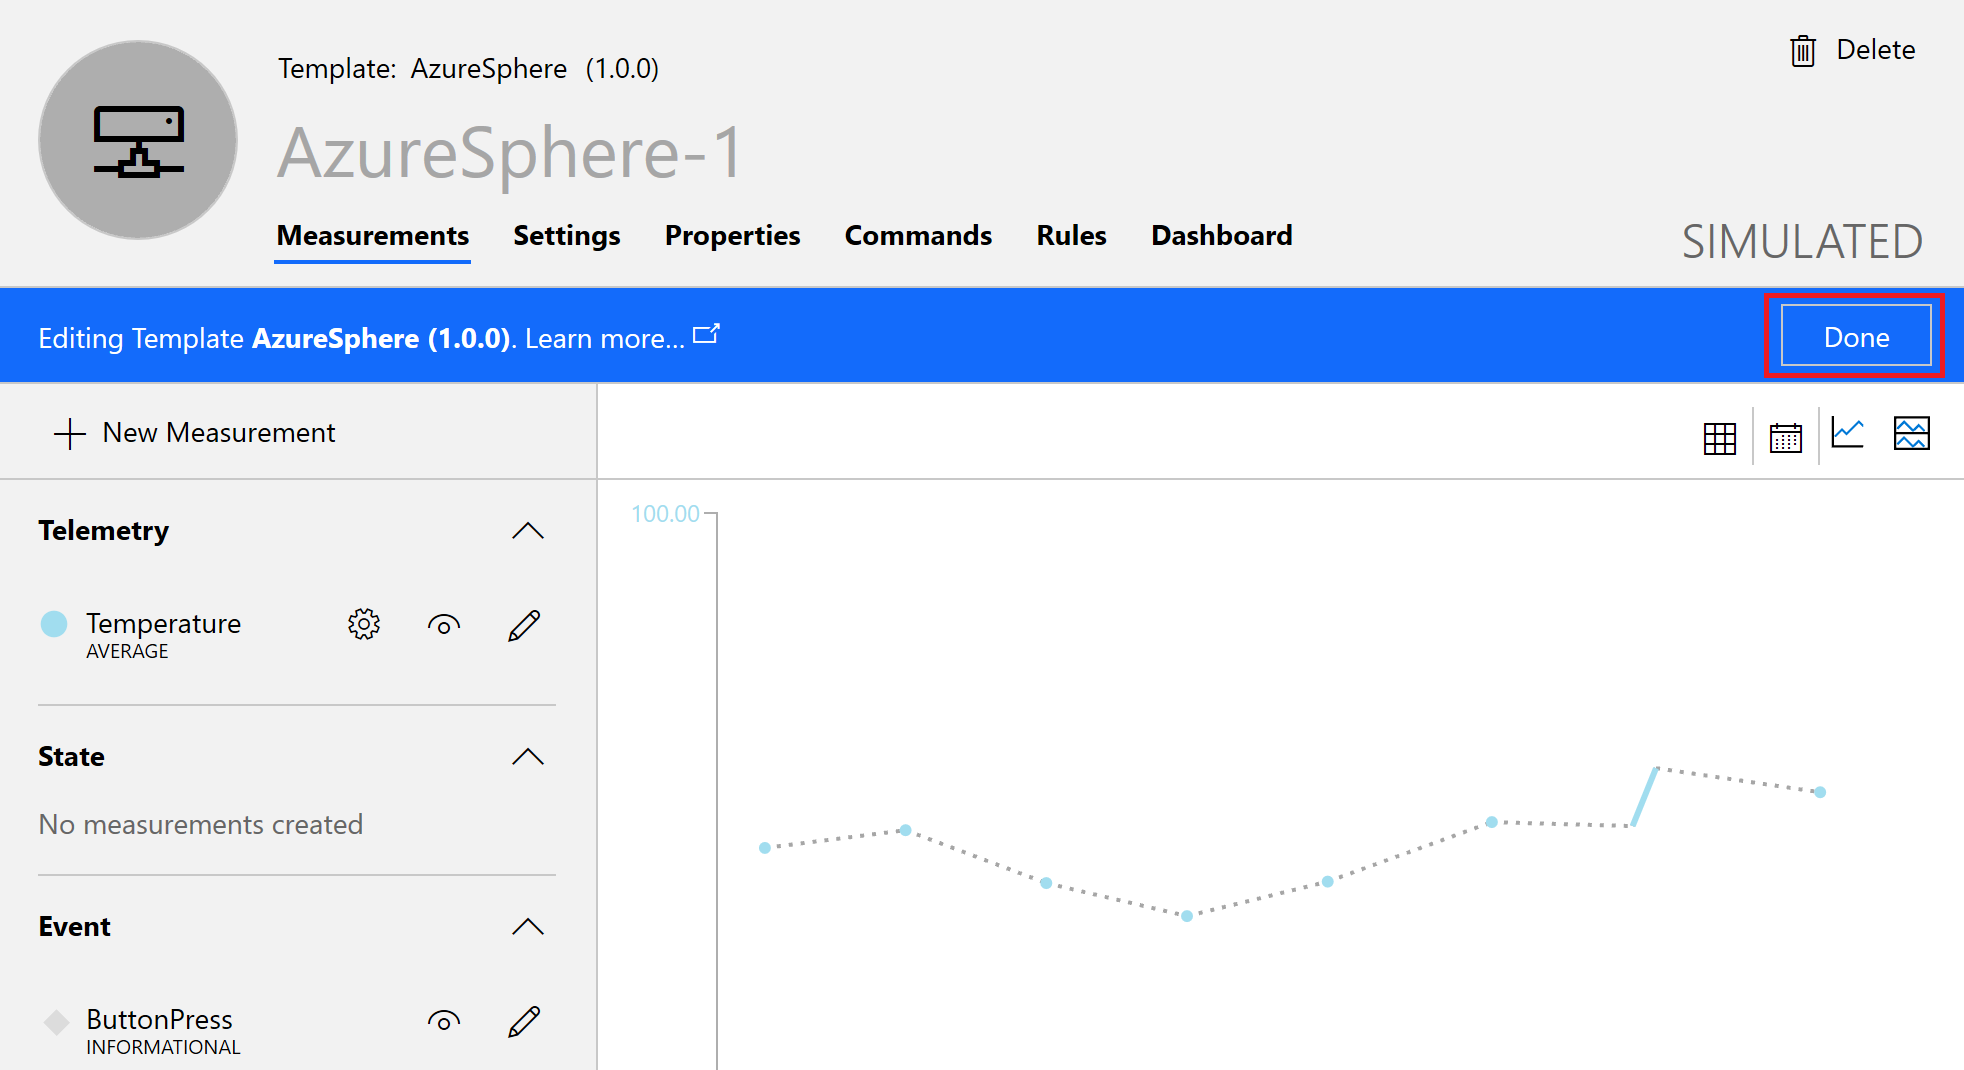 Template: AzureSphere (1.0.0)
Delete
AzureSphere-1
Measurements Settings Properties Commands Rules Dashboard
SIMULATED
Editing Template AzureSphere (1.0.0). Learn more...
Done
New Measurement
Telemetry
Temperature
AVERAGE
State
No measurements created
Event
ButtonPress
INFORMATIONAL
100.00